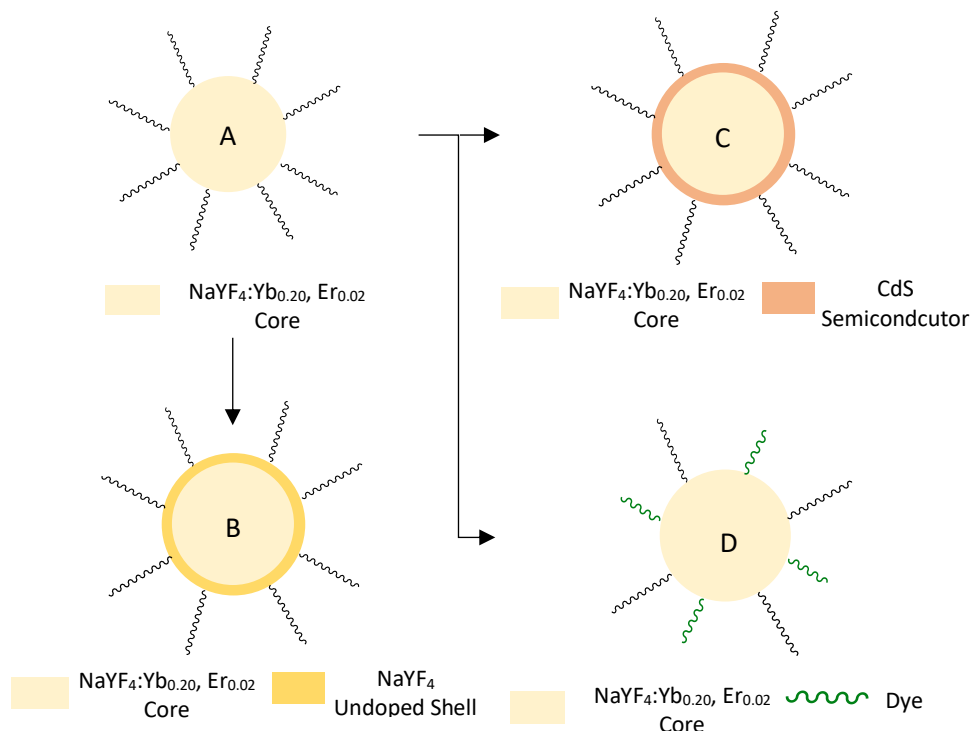 A
C
NaYF₄:Yb₀.₂₀, Er₀.₀₂
Core
NaYF₄:Yb₀.₂₀, Er₀.₀₂
Core
CdS
Semicondcutor
B
D
NaYF₄:Yb₀.₂₀, Er₀.₀₂
Core
NaYF₄
Undoped Shell
NaYF₄:Yb₀.₂₀, Er₀.₀₂
Core
Dye